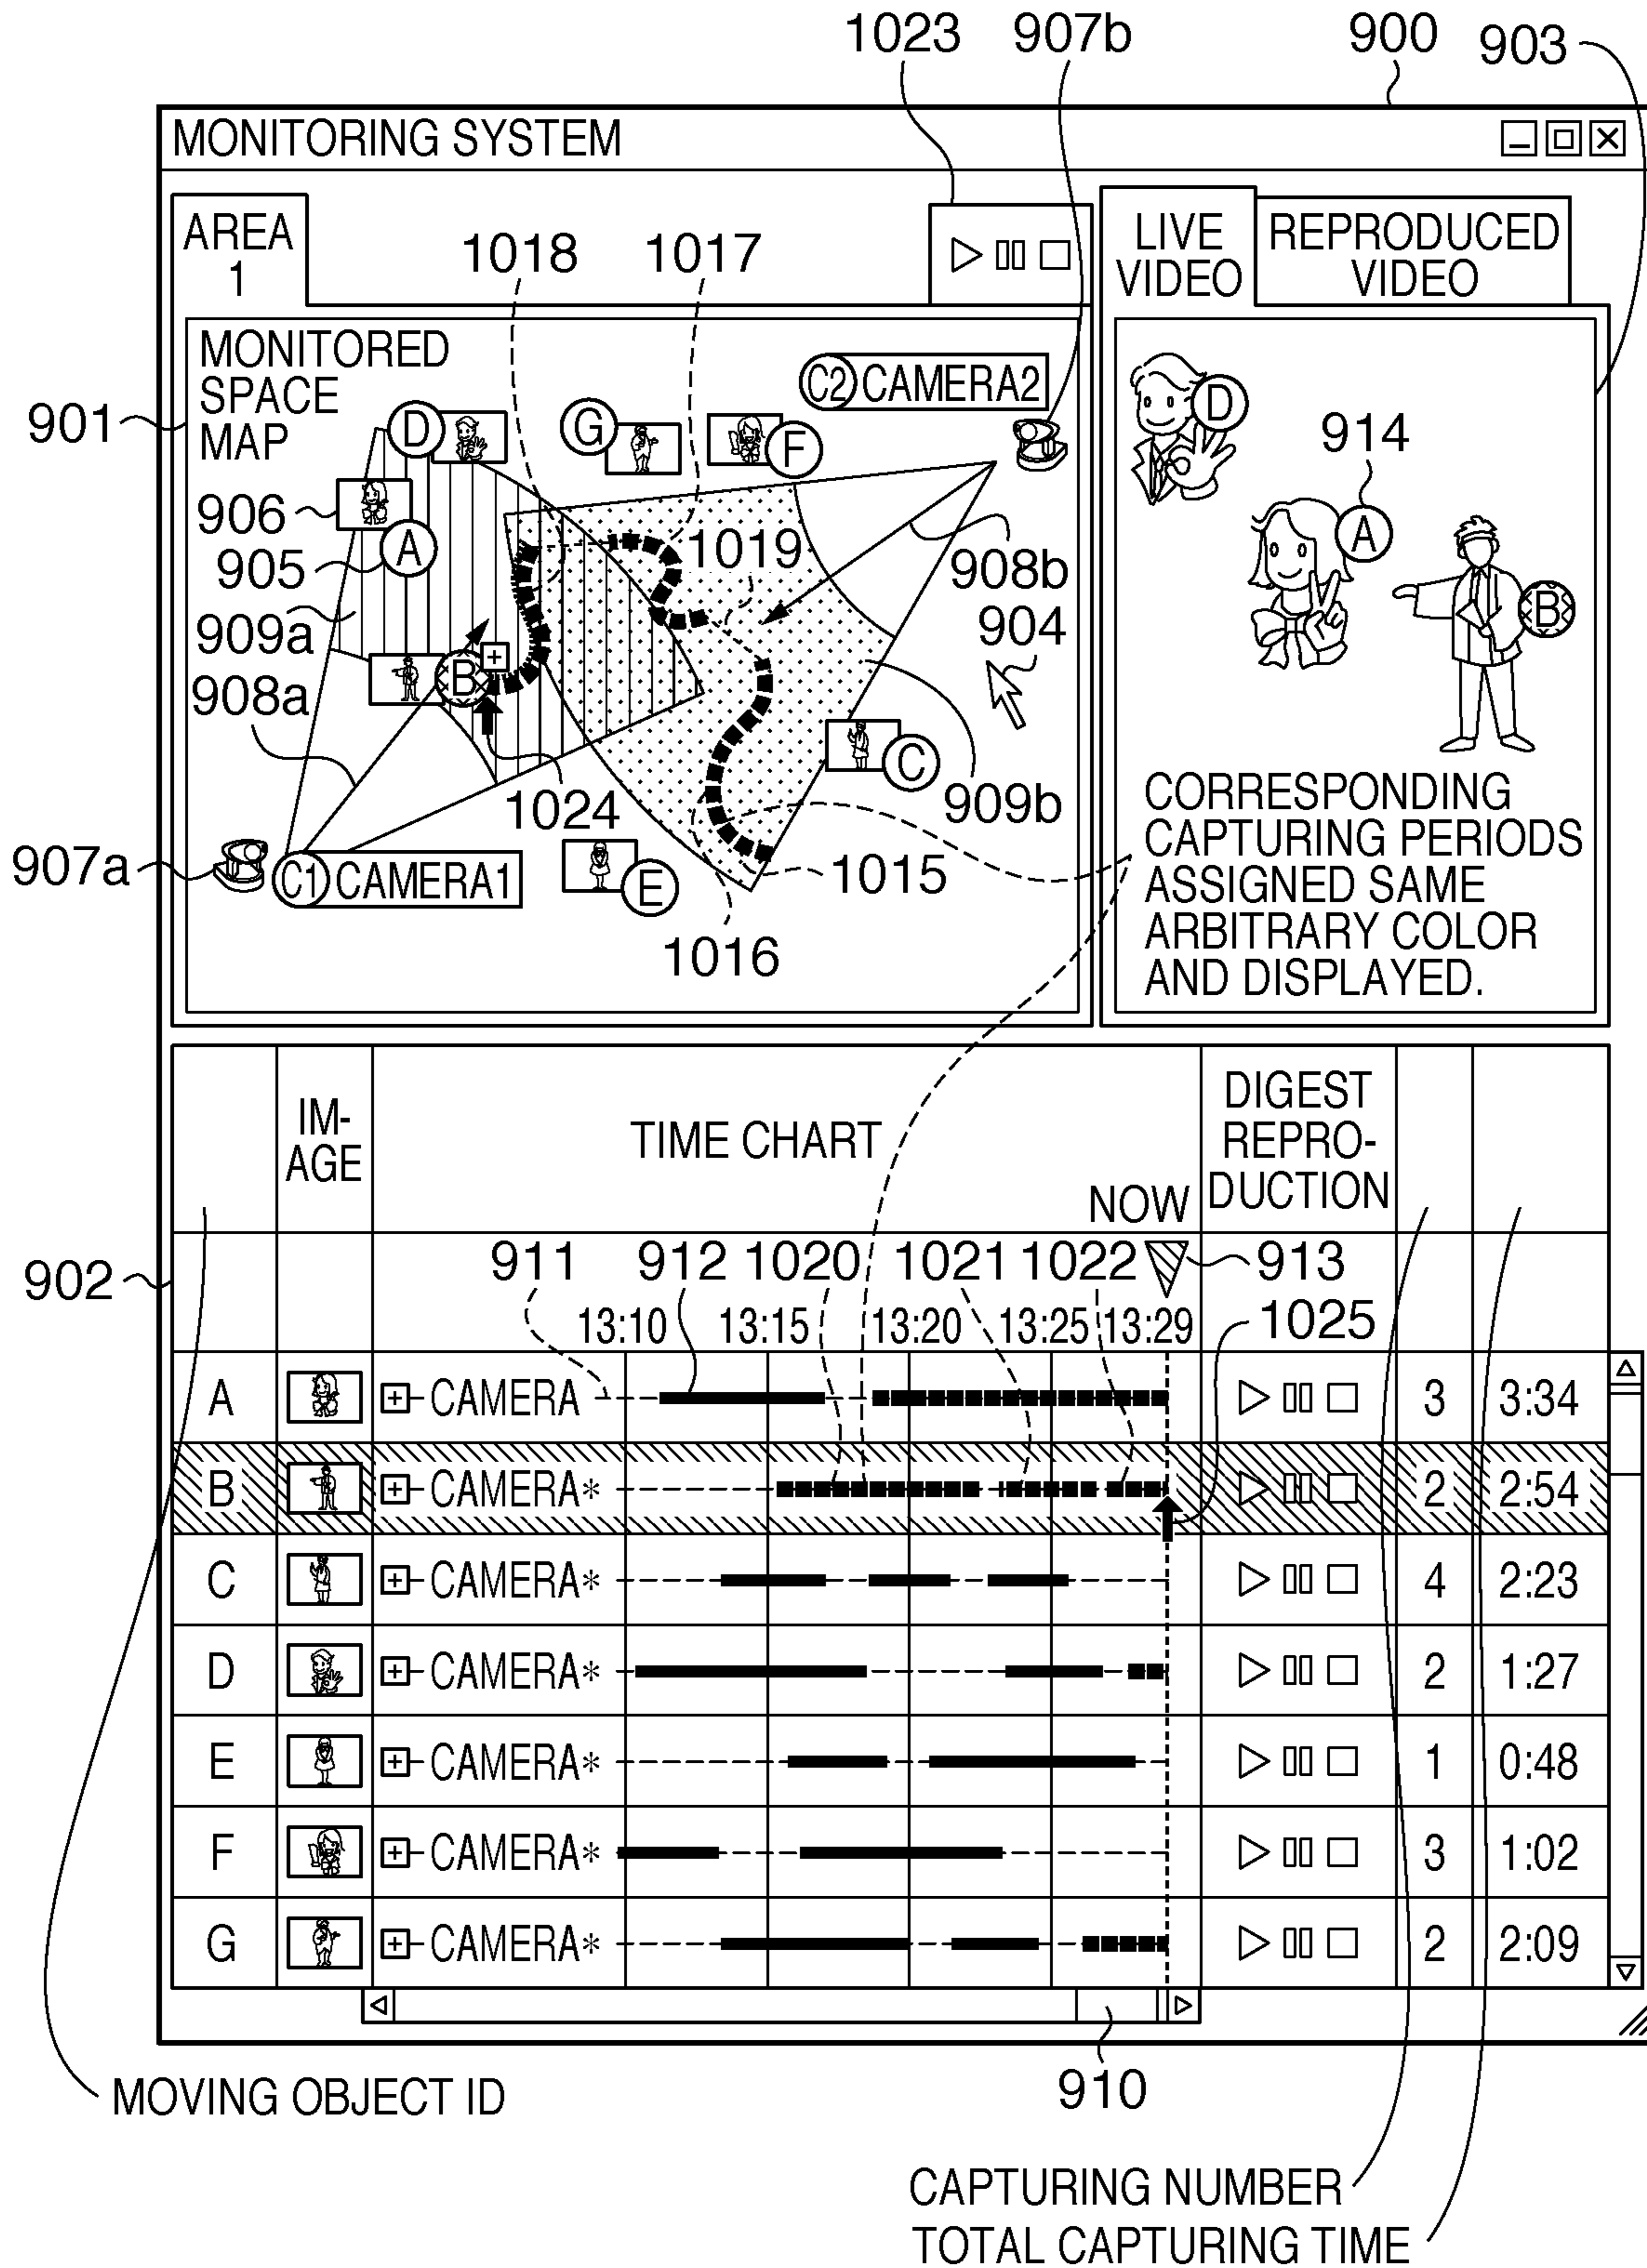 1023 907b 900 903
MONITORING SYSTEM
AREA
1
1018 1017
LIVE
VIDEO
REPRODUCED
VIDEO
MONITORED
SPACE
MAP
901
C2 CAMERA2
D
G
F
D
914
906
A
A
905
1019
908b
909a
904
B
B
908a
C
1024
909b
907a
C1 CAMERA1
E
1015
1016
CORRESPONDING
CAPTURING PERIODS
ASSIGNED SAME
ARBITRARY COLOR
AND DISPLAYED.
IM-
AGE
TIME CHART
DIGEST
REPRO-
DUCTION
NOW
902
911 912 1020 1021 1022 913
13:10 13:15 13:20 13:25 13:29 1025
A CAMERA 3 3:34
B CAMERA* 2 2:54
C CAMERA* 4 2:23
D CAMERA* 2 1:27
E CAMERA* 1 0:48
F CAMERA* 3 1:02
G CAMERA* 2 2:09
MOVING OBJECT ID
910
CAPTURING NUMBER
TOTAL CAPTURING TIME